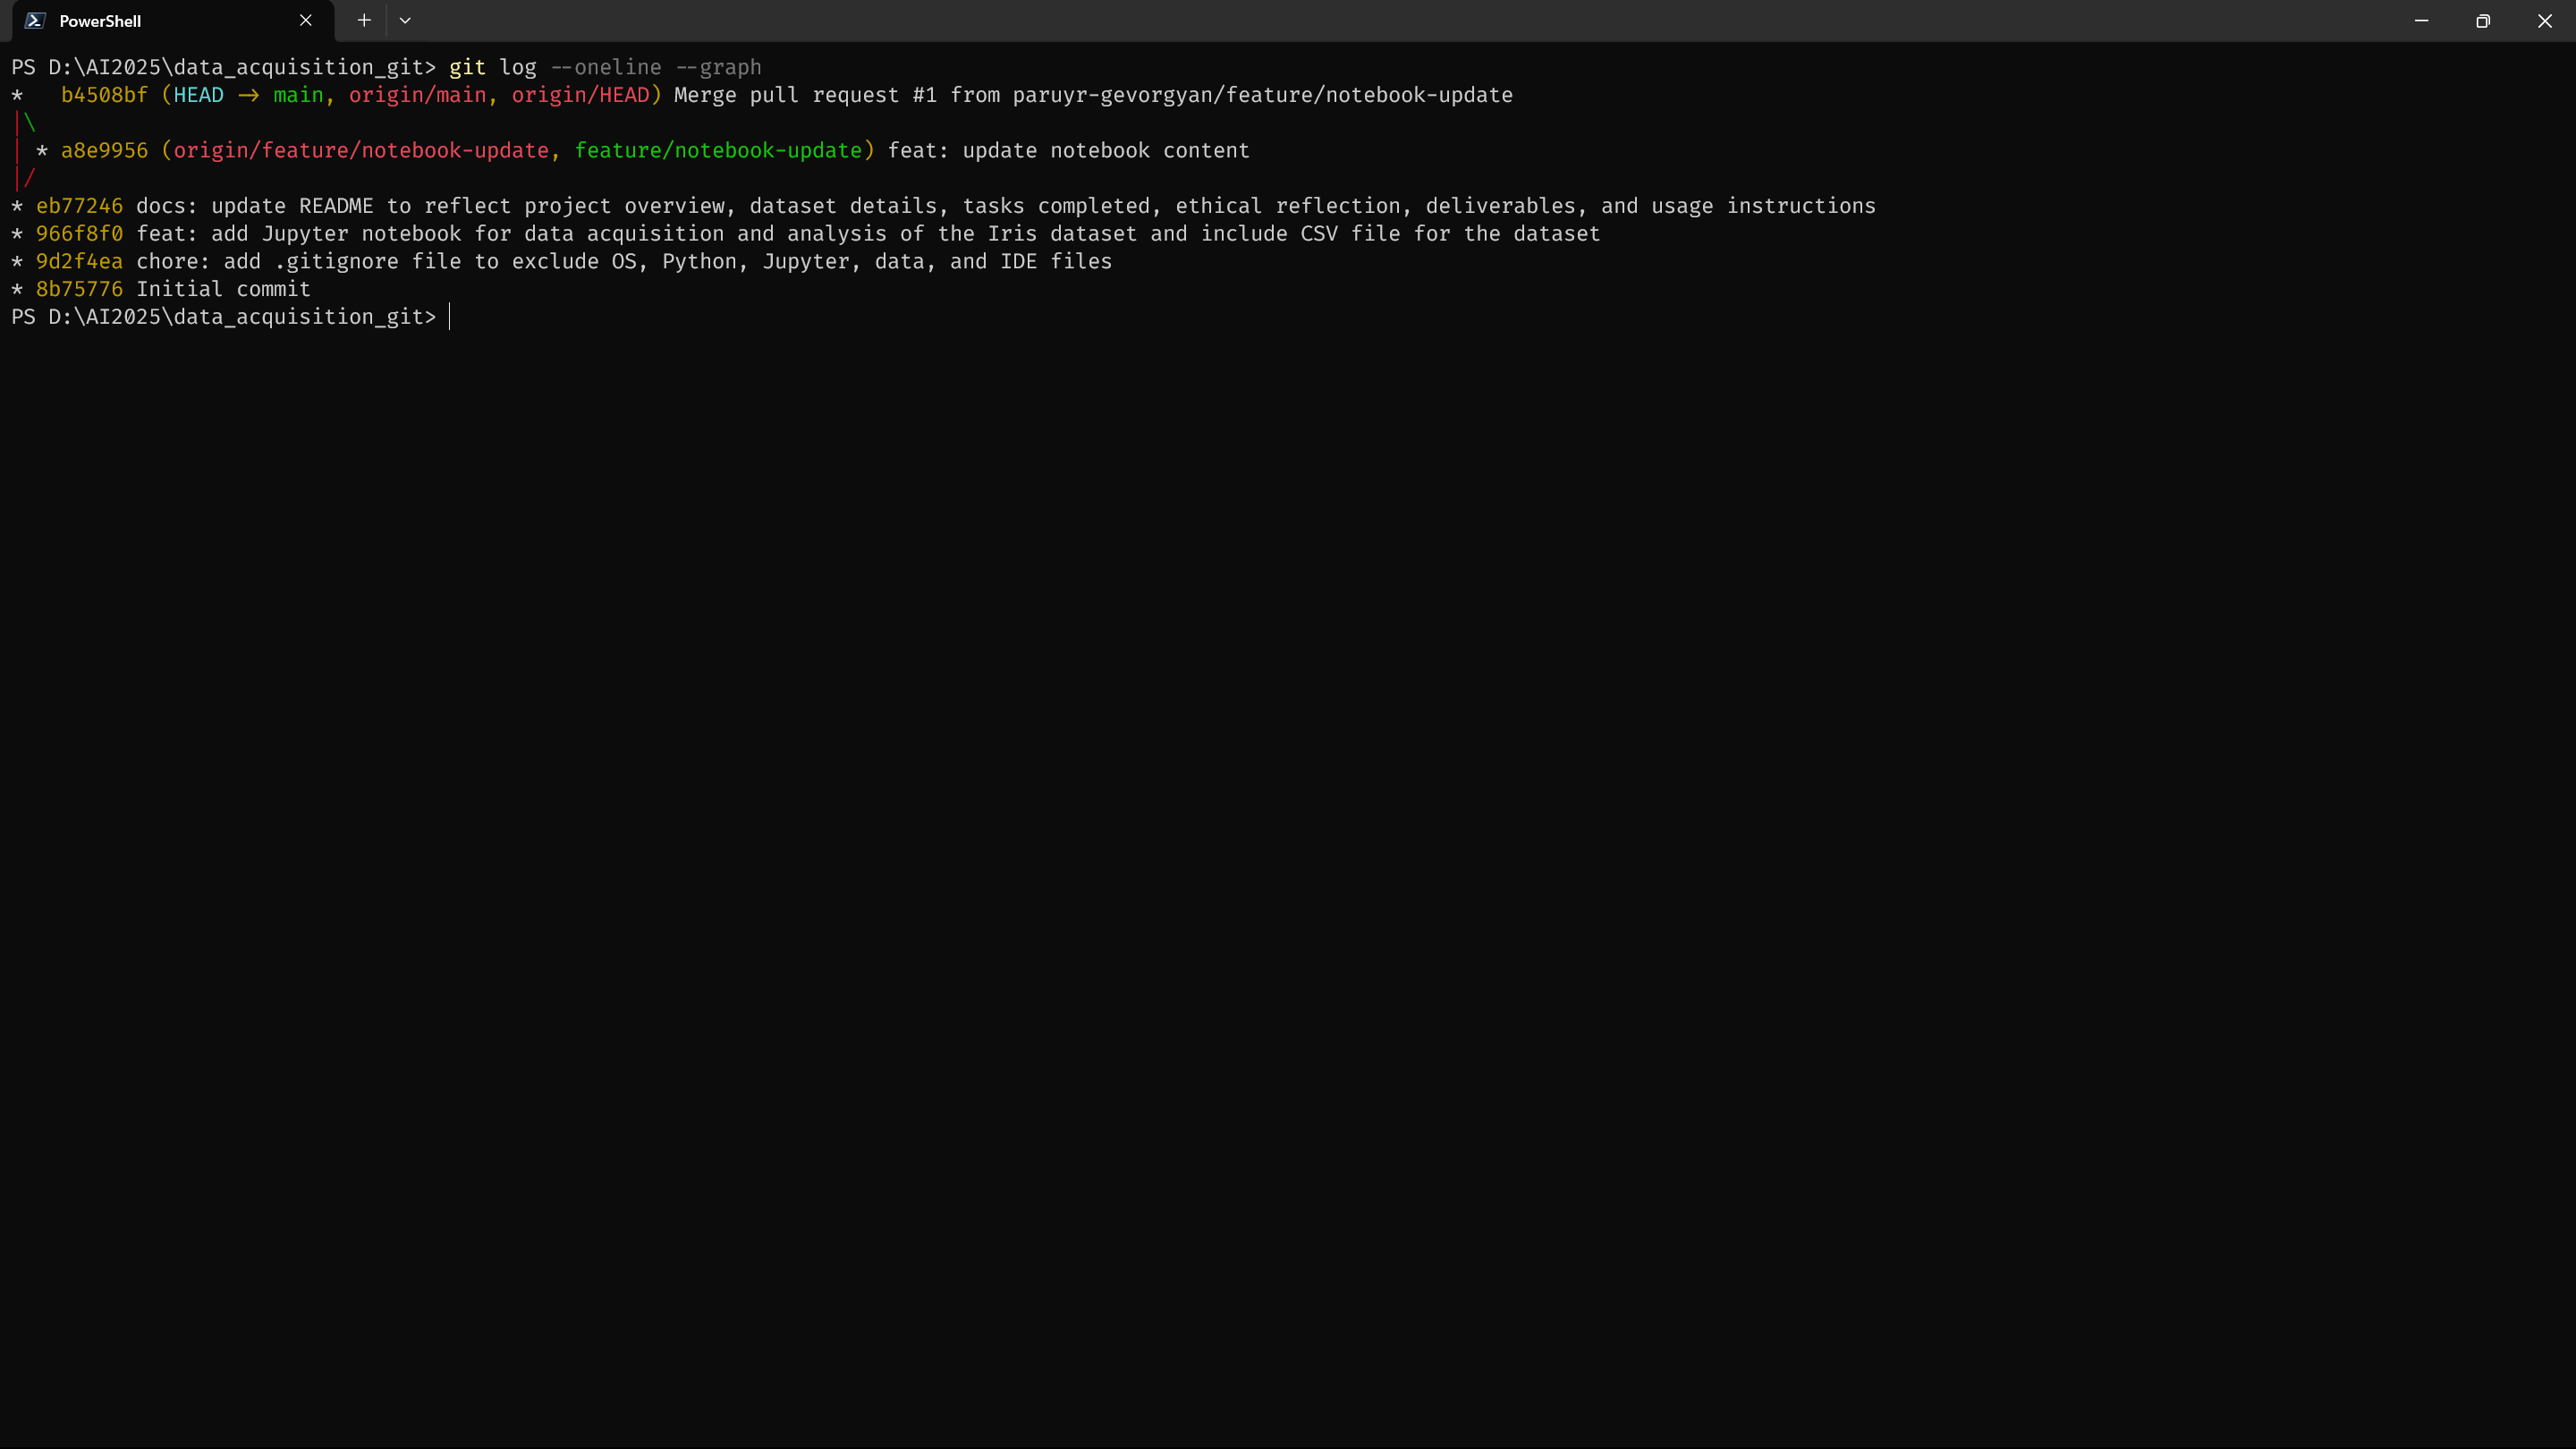 PowerShell
PS D:\AI2025\data_acquisition_git> git log --oneline --graph
*   b4508bf (HEAD -> main, origin/main, origin/HEAD) Merge pull request #1 from paruyr-gevorgyan/feature/notebook-update
|\
| * a8e9956 (origin/feature/notebook-update, feature/notebook-update) feat: update notebook content
|/
* eb77246 docs: update README to reflect project overview, dataset details, tasks completed, ethical reflection, deliverables, and usage instructions
* 966f8f0 feat: add Jupyter notebook for data acquisition and analysis of the Iris dataset and include CSV file for the dataset
* 9d2f4ea chore: add .gitignore file to exclude OS, Python, Jupyter, data, and IDE files
* 8b75776 Initial commit
PS D:\AI2025\data_acquisition_git>